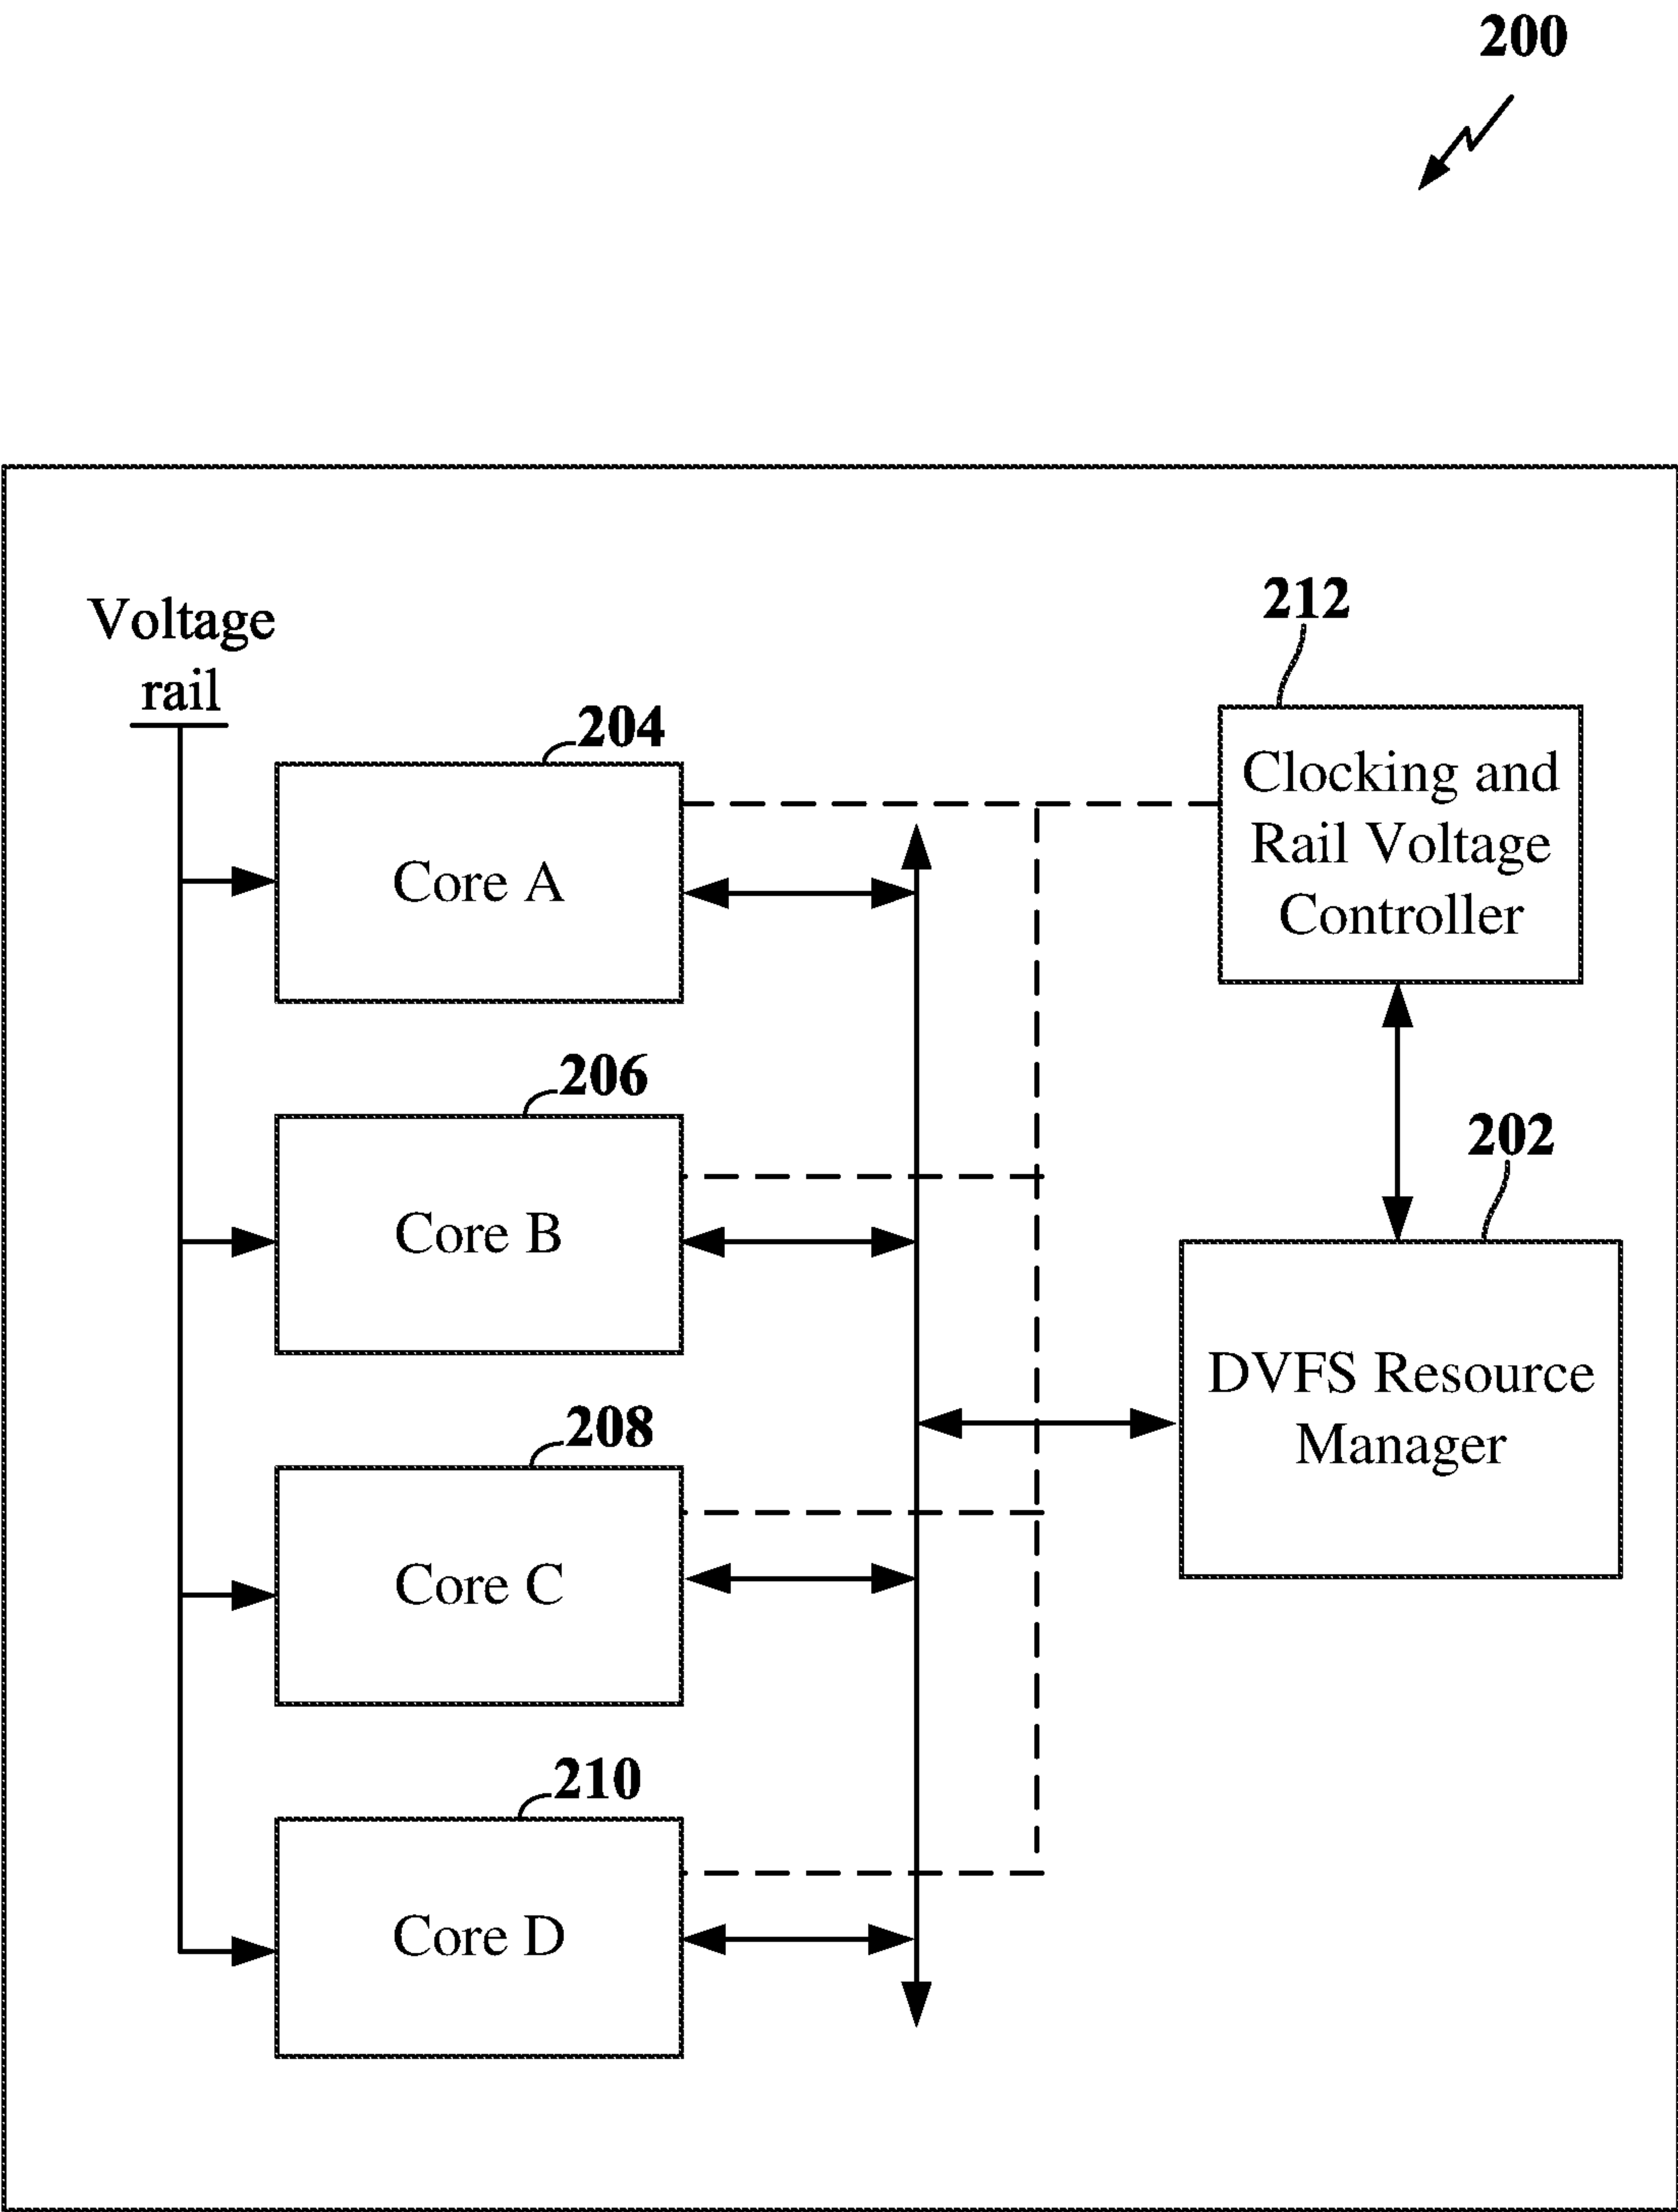 200
Voltage
rail
212
204
Clocking and
Rail Voltage
Controller
Core A
206
202
Core B
DVFS Resource
Manager
208
Core C
210
Core D